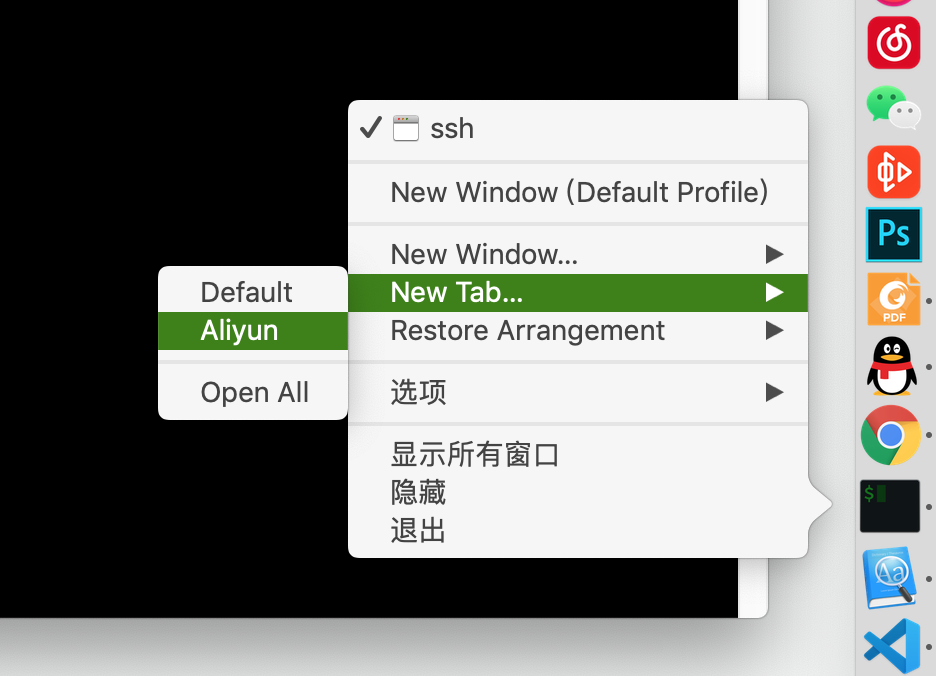 ssh
New Window (Default Profile)
New Window...
New Tab...
Restore Arrangement
Default
Aliyun
Open All
选项
显示所有窗口
隐藏
退出
Ps
PDF
$
Aa